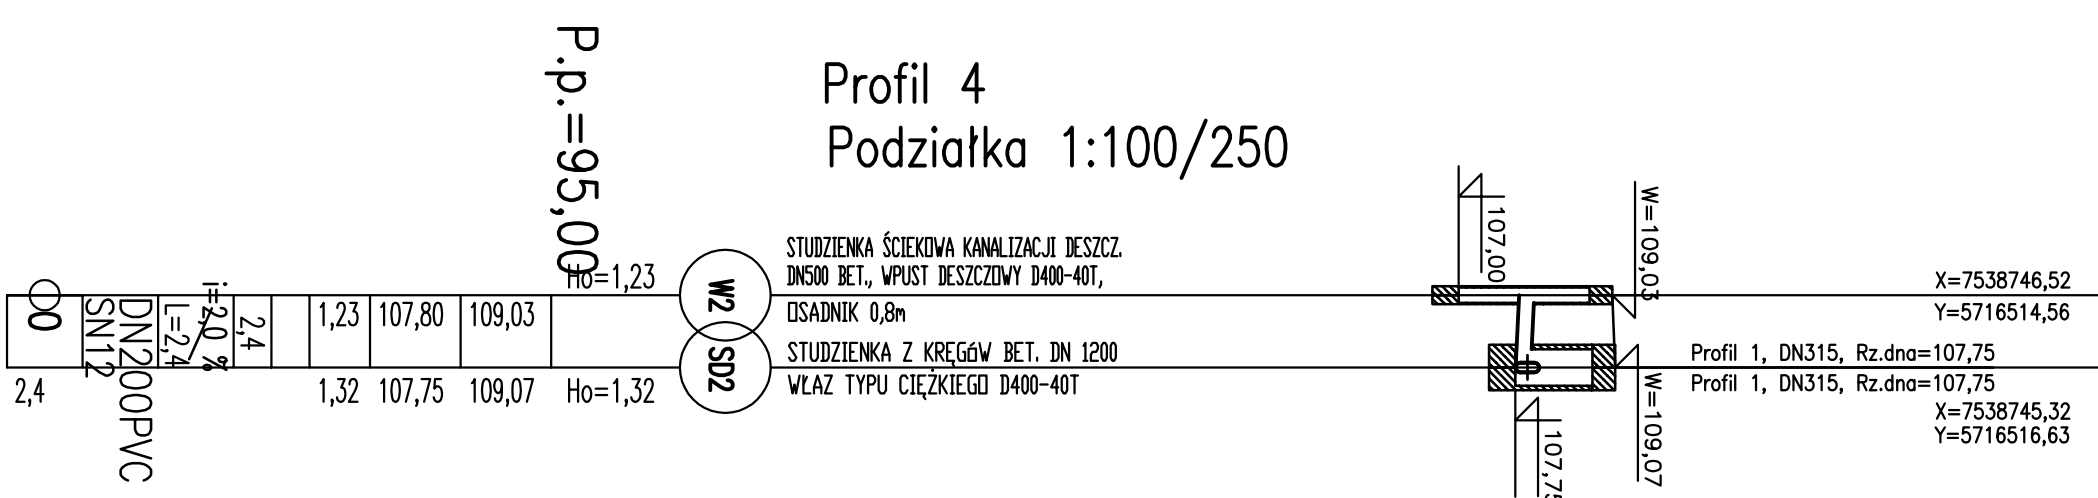 P.p.=95,00
Profil 4
Podziałka 1:100/250
107,00
W=109,03
STUDZIENKA ŚCIEKOWA KANALIZACJI DESZCZ.
DN500 BET., WPUST DESZCZOWY D400-40T,
OSADNIK 0,8m
Ho=1,23
W2
X=7538746,52
Y=5716514,56
0
DN200PVC
SN12
i=2,0 %
L=2,4
2,4
1,23
107,80
109,03
STUDZIENKA Z KRĘGóW BET. DN 1200
WŁAZ TYPU CIĘŻKIEGO D400-40T
SD2
Profil 1, DN315, Rz.dna=107,75
Profil 1, DN315, Rz.dna=107,75
2,4
1,32
107,75
109,07
Ho=1,32
W=109,07
107,75
X=7538745,32
Y=5716516,63